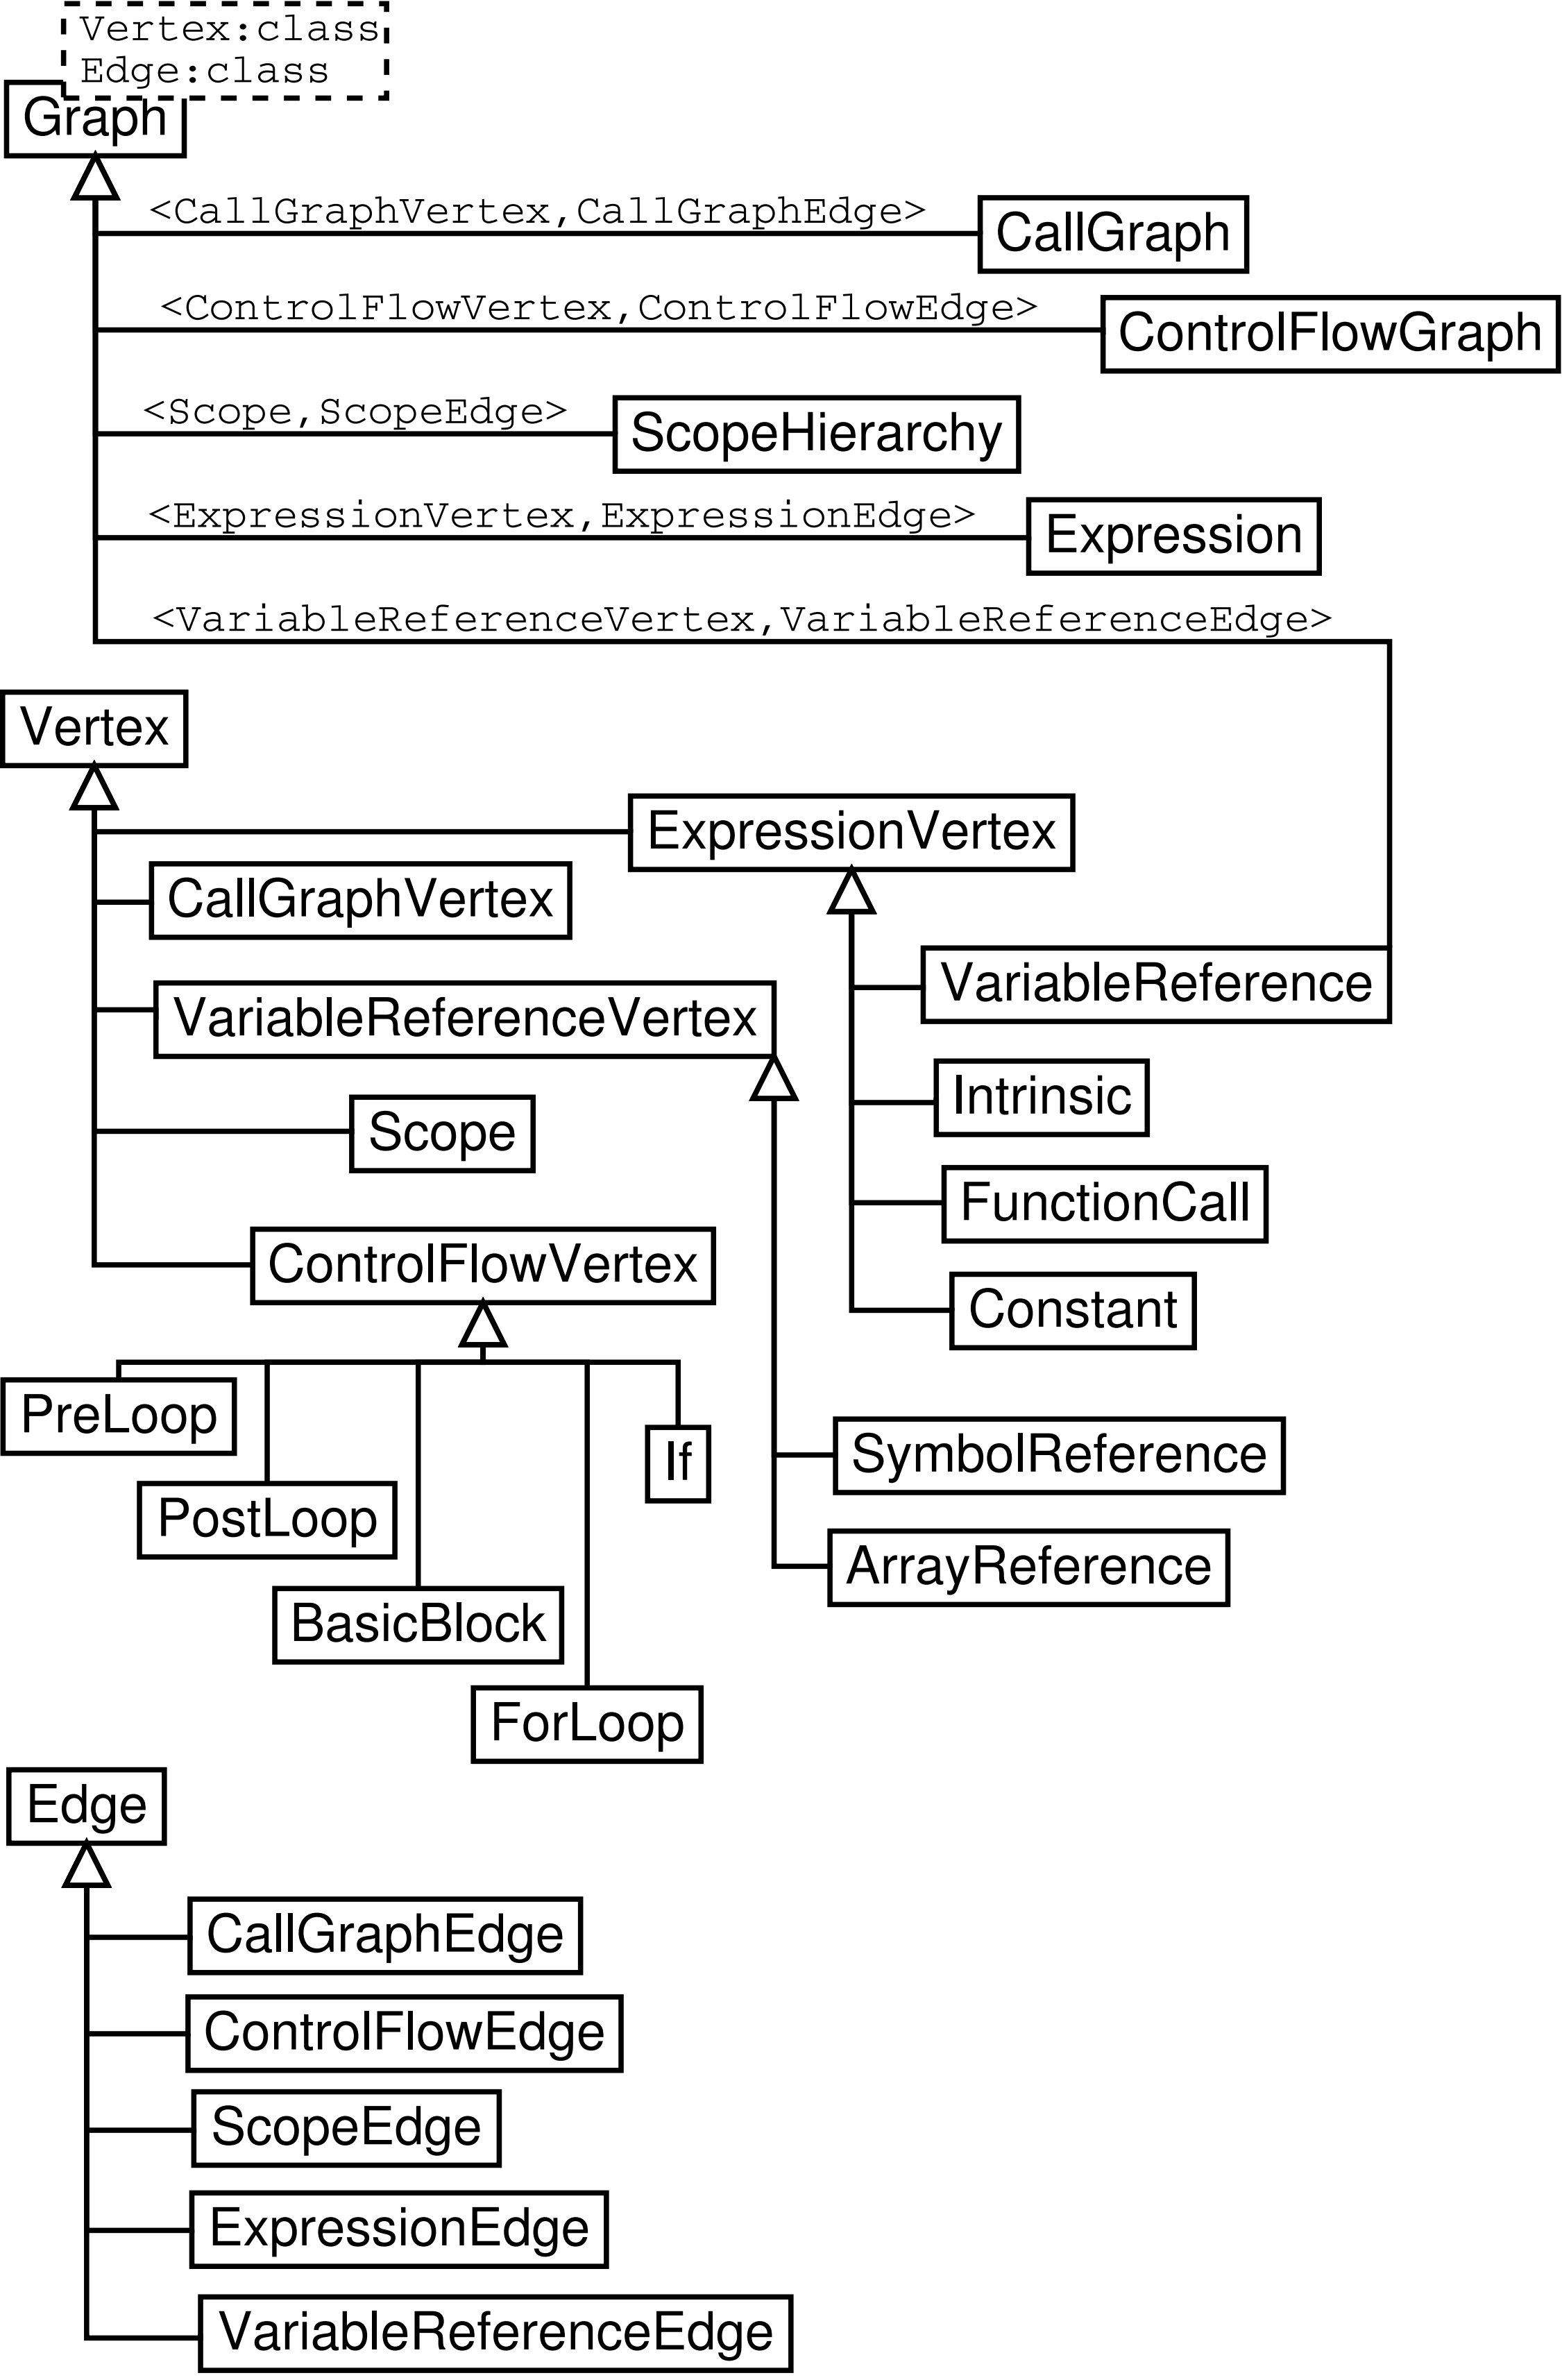 Vertex:class
Edge:class
Graph
<CallGraphVertex,CallGraphEdge>
CallGraph
<ControlFlowVertex,ControlFlowEdge>
ControlFlowGraph
<Scope,ScopeEdge>
ScopeHierarchy
<ExpressionVertex,ExpressionEdge>
Expression
<VariableReferenceVertex,VariableReferenceEdge>
Vertex
ExpressionVertex
CallGraphVertex
VariableReference
VariableReferenceVertex
Intrinsic
Scope
FunctionCall
ControlFlowVertex
Constant
PreLoop
SymbolReference
If
PostLoop
ArrayReference
BasicBlock
ForLoop
Edge
CallGraphEdge
ControlFlowEdge
ScopeEdge
ExpressionEdge
VariableReferenceEdge